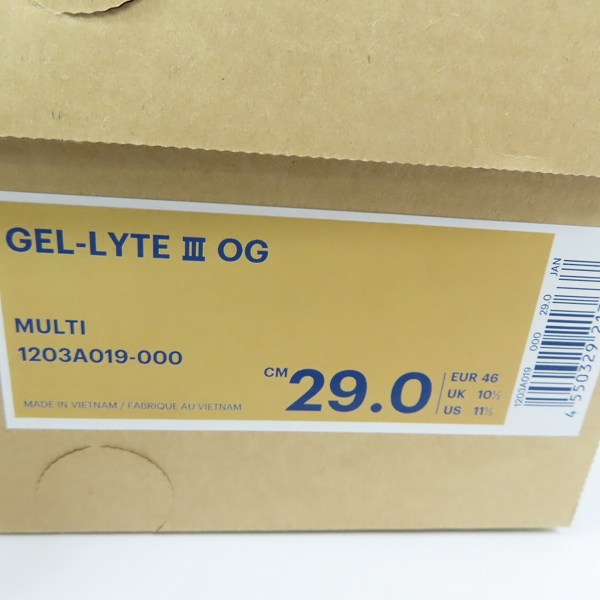 GEL-LYTE III OG
MULTI
1203A019-000
CM 29.0
EUR 46
UK 10½
US 11½
MADE IN VIETNAM / FABRIQUE AU VIETNAM
1203A019 000 29.0 JAN